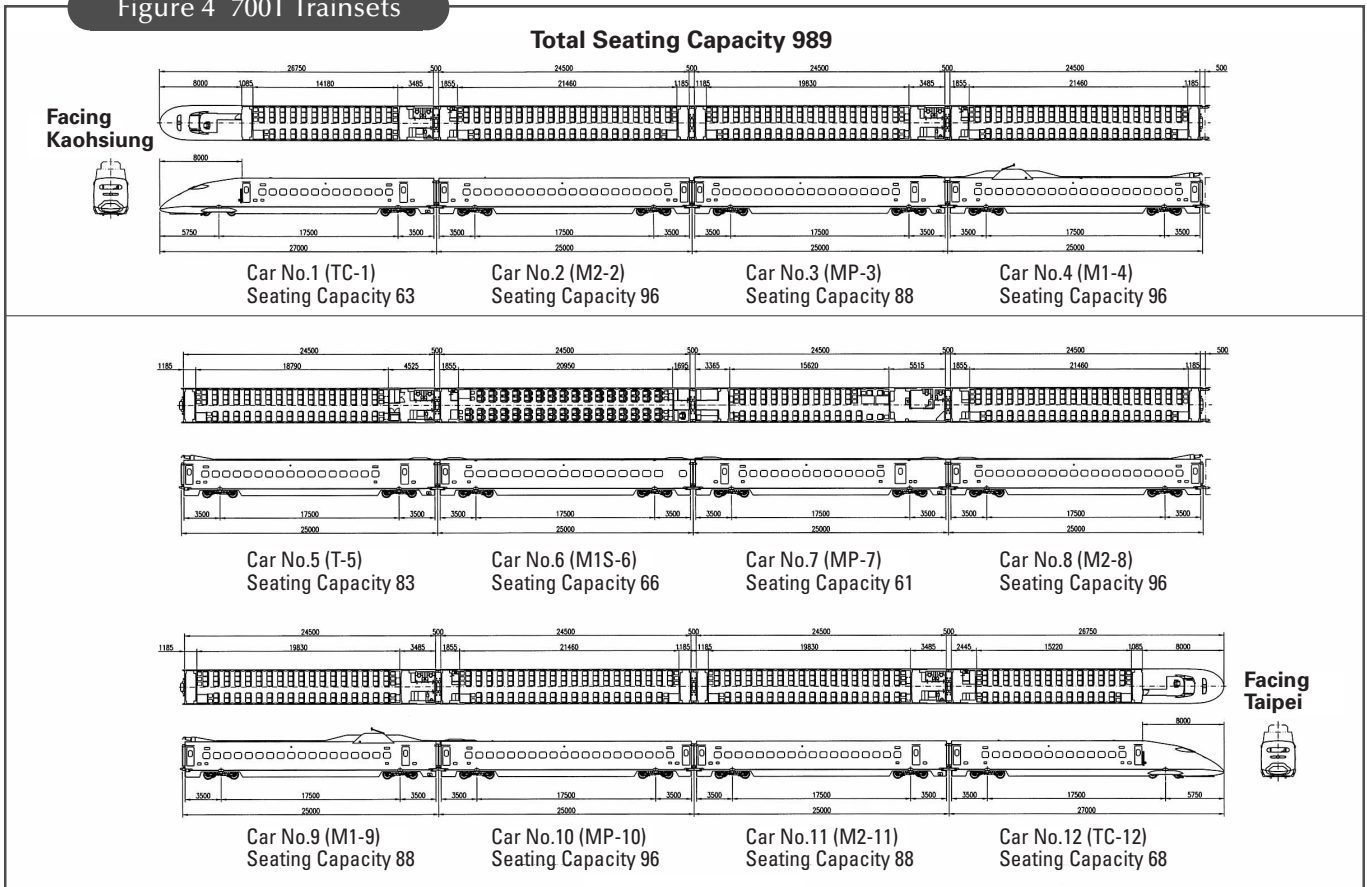 Figure 4 700T Trainsets
Total Seating Capacity 989
26750 500 24500 500 24500 500 24500 500
8000 1085 14180 3485 1855 21460 1185 1185 19830 3485 1855 21460 1185
Facing
Kaohsiung
8000
5750 17500 3500 3500 17500 3500 3500 17500 3500 3500 17500 3500
27000 25000 25000 25000
Car No.1 (TC-1)
Seating Capacity 63
Car No.2 (M2-2)
Seating Capacity 96
Car No.3 (MP-3)
Seating Capacity 88
Car No.4 (M1-4)
Seating Capacity 96
24500 500 24500 500 24500 500 24500 500
1185 18790 4525 1855 20950 1695 3365 15620 5515 1855 21460 1185
3500 17500 3500 3500 17500 3500 3500 17500 3500 3500 17500 3500
25000 25000 25000 25000
Car No.5 (T-5)
Seating Capacity 83
Car No.6 (M1S-6)
Seating Capacity 66
Car No.7 (MP-7)
Seating Capacity 61
Car No.8 (M2-8)
Seating Capacity 96
24500 500 24500 500 24500 500 26750
1185 19830 3485 1855 21460 1185 1185 19830 3485 2445 15220 1085 8000
Facing
Taipei
8000
3500 17500 3500 3500 17500 3500 3500 17500 3500 3500 17500 5750
25000 25000 25000 27000
Car No.9 (M1-9)
Seating Capacity 88
Car No.10 (MP-10)
Seating Capacity 96
Car No.11 (M2-11)
Seating Capacity 88
Car No.12 (TC-12)
Seating Capacity 68